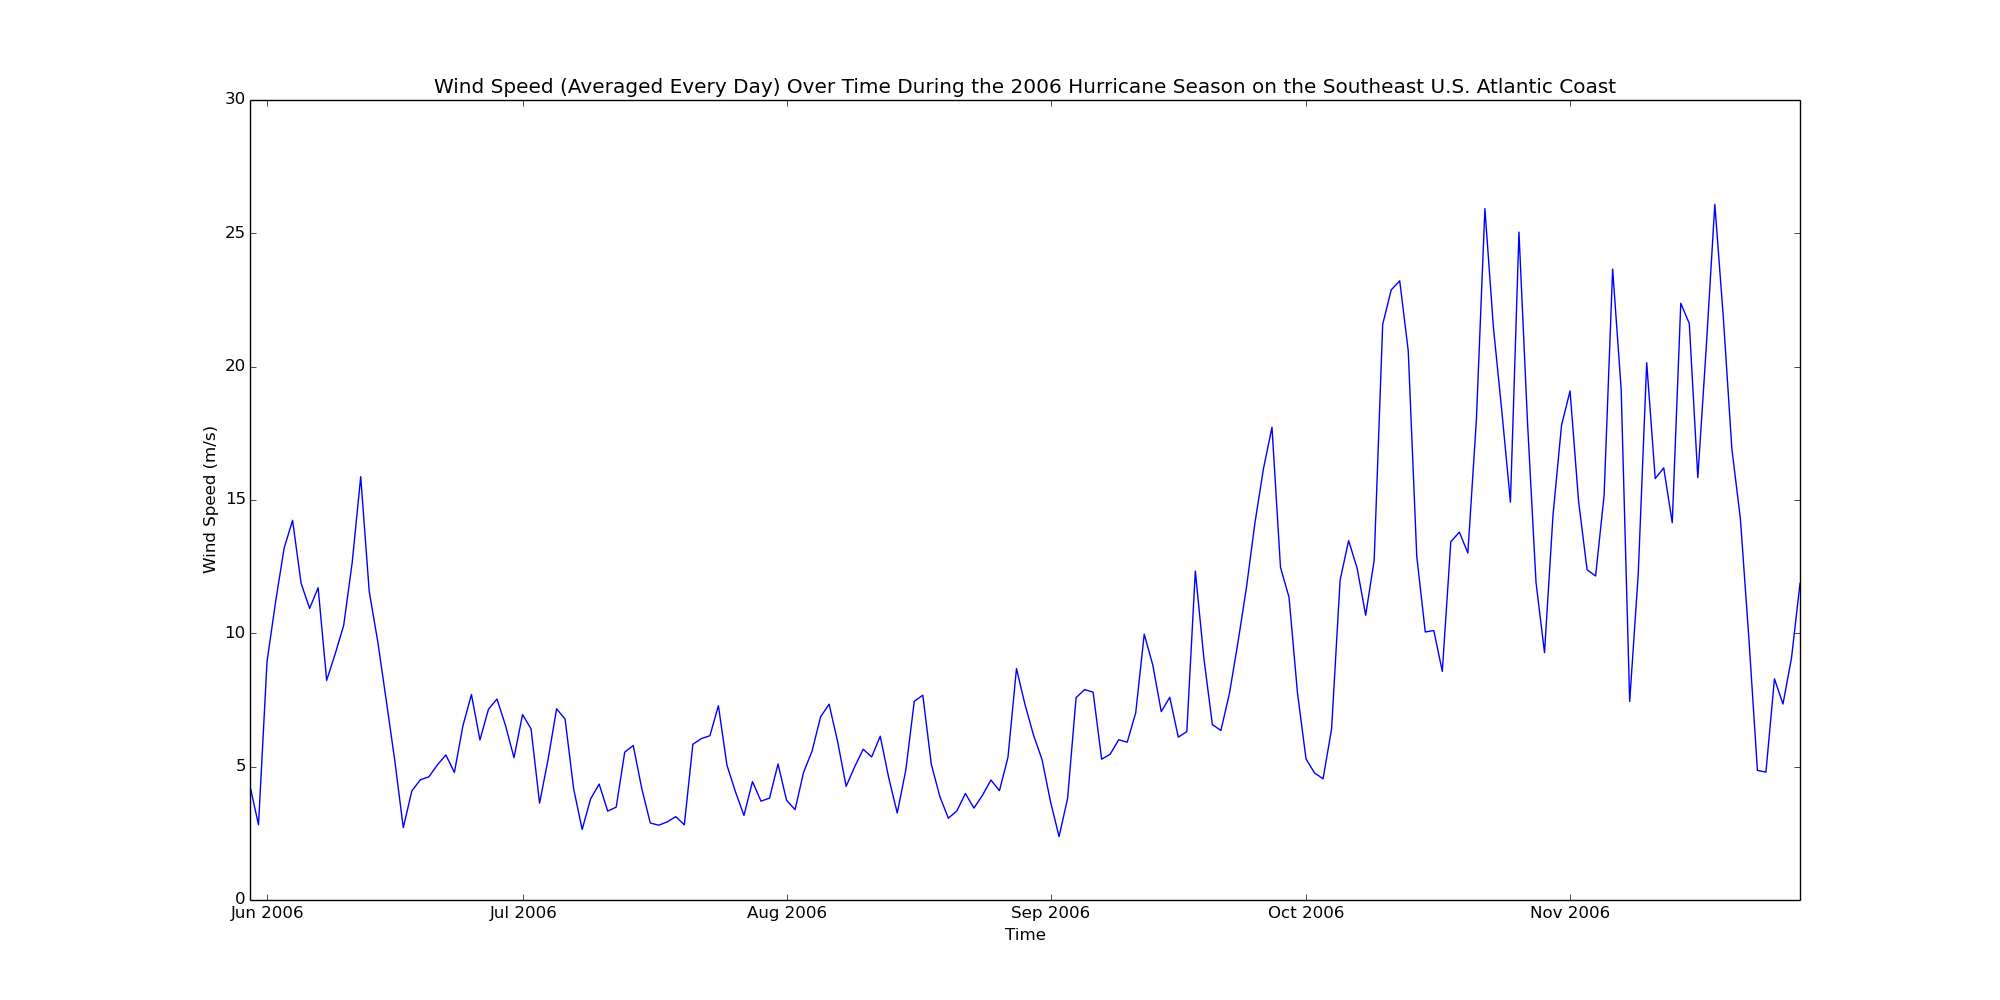 Wind Speed (Averaged Every Day) Over Time During the 2006 Hurricane Season on the Southeast U.S. Atlantic Coast
30
25
20
15
10
5
0
Wind Speed (m/s)
Jun 2006 Jul 2006 Aug 2006 Sep 2006 Oct 2006 Nov 2006
Time